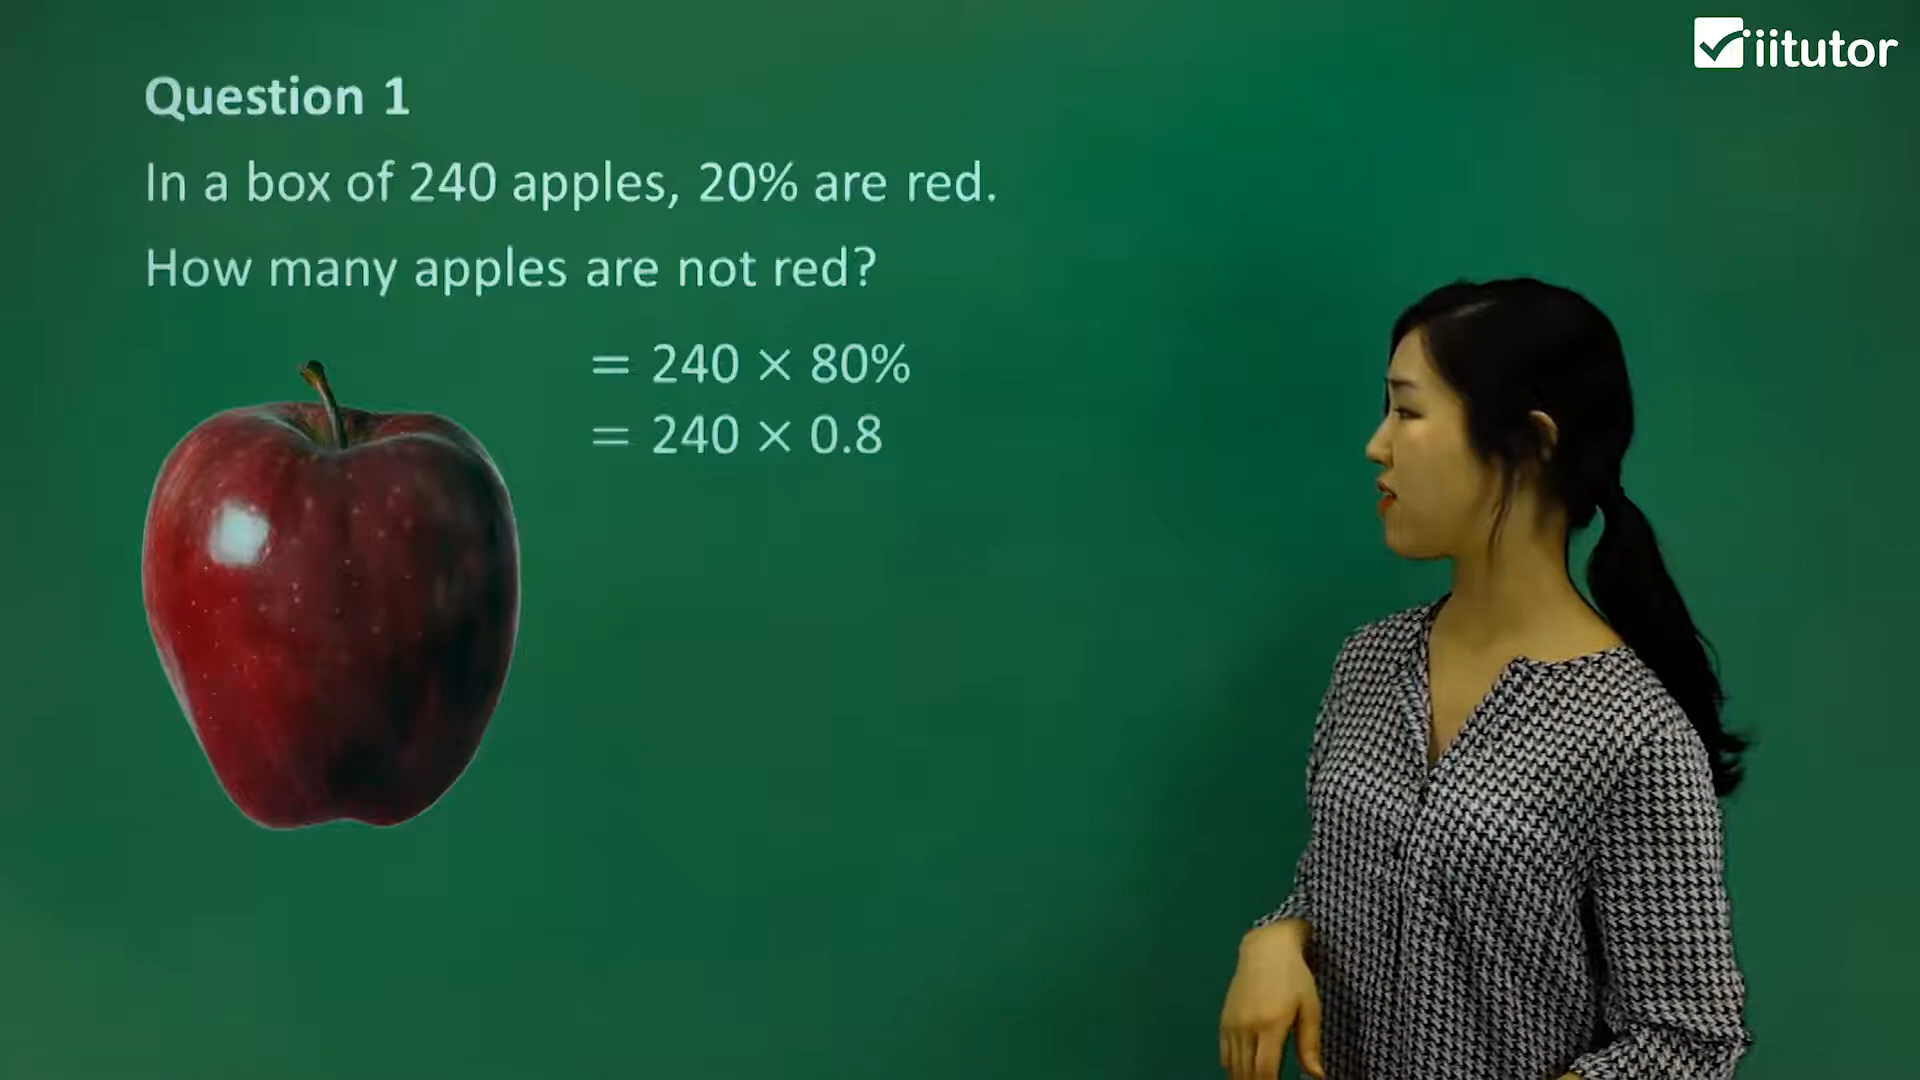 iitutor
Question 1
In a box of 240 apples, 20% are red.
How many apples are not red?
= 240 × 80%
= 240 × 0.8